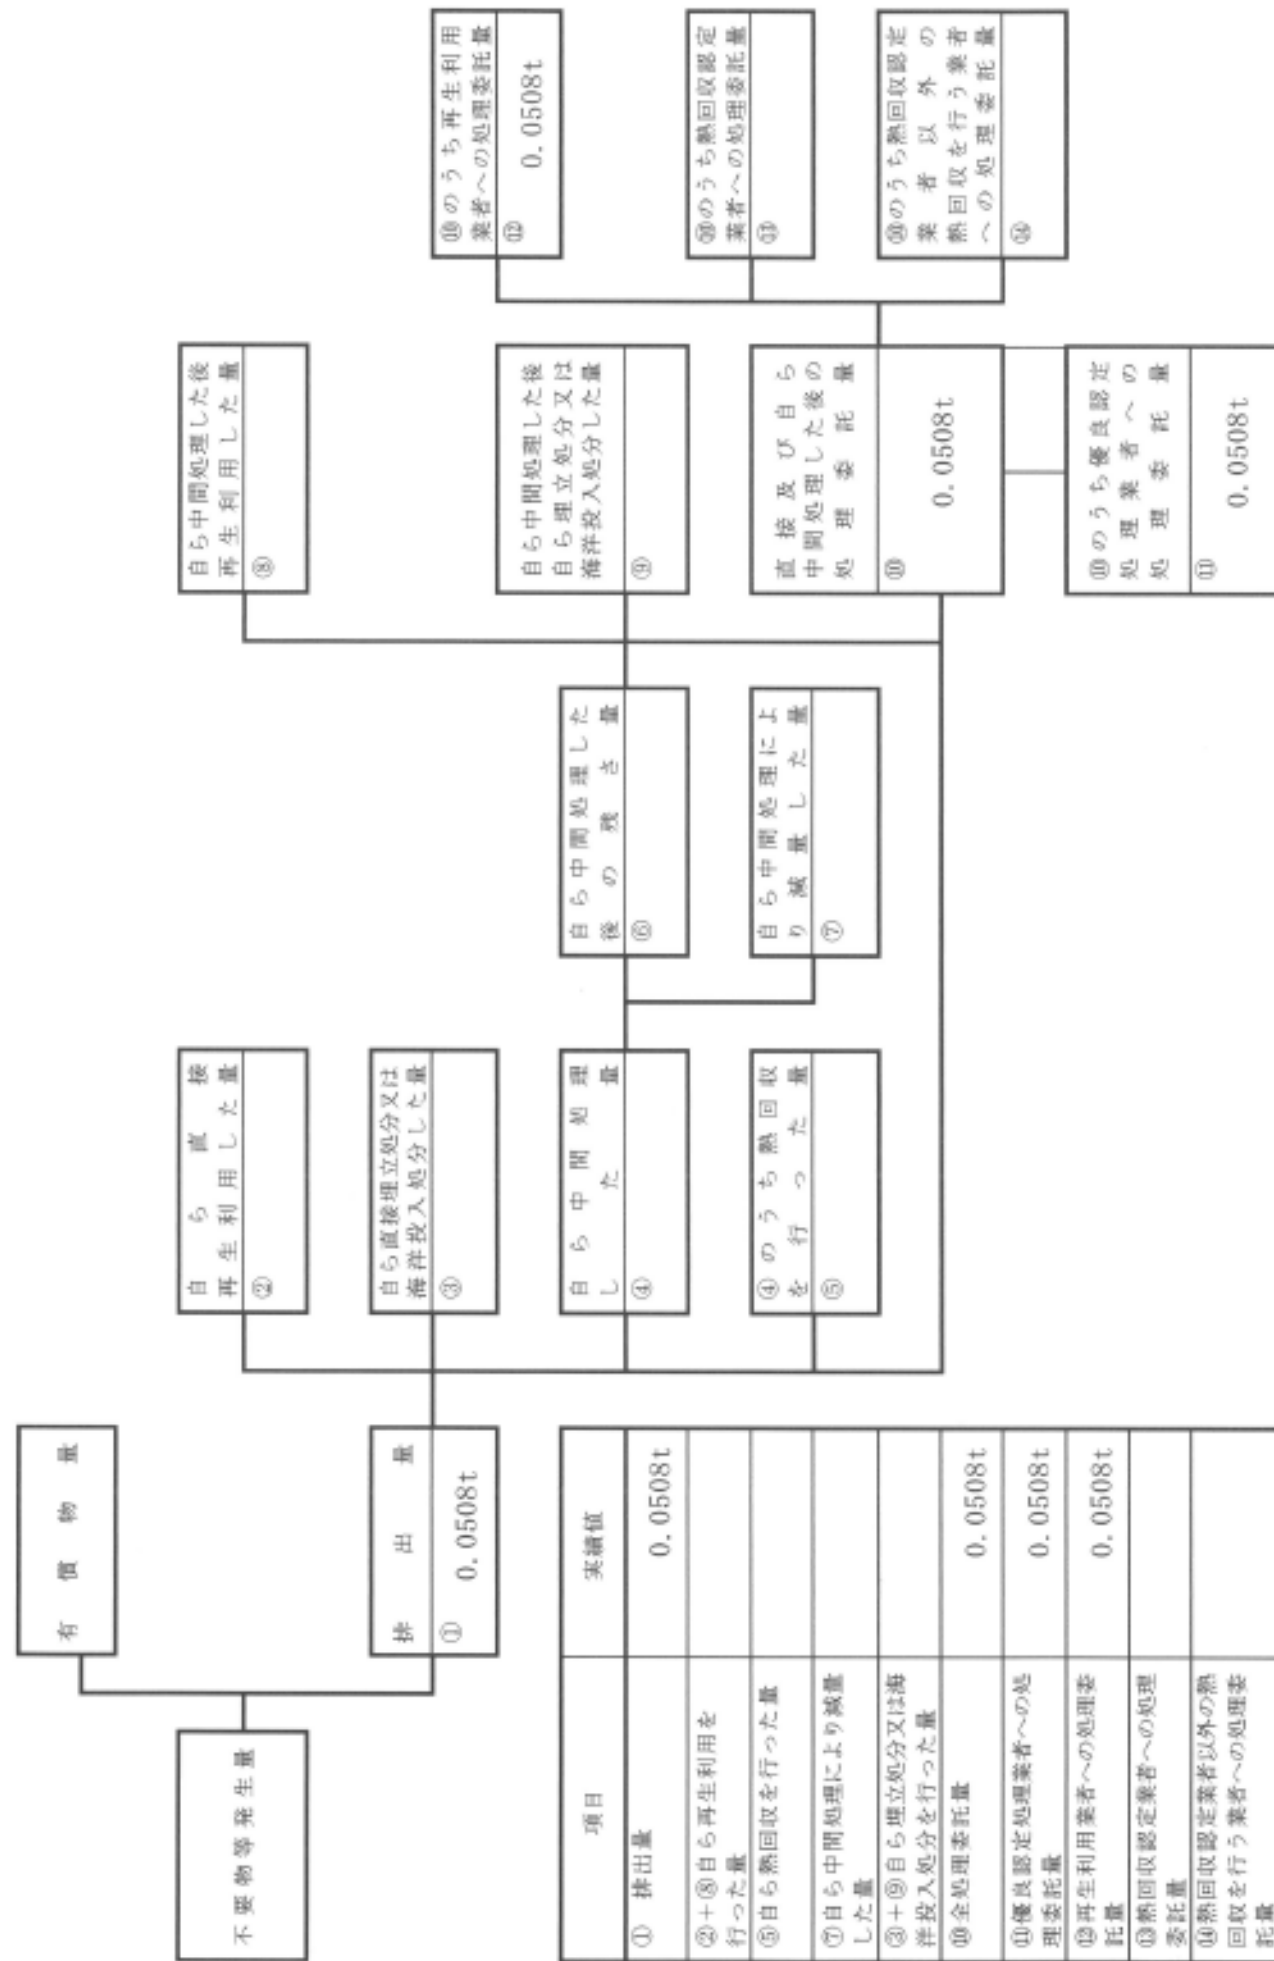 不要物等発生量
有償物量
排出量
① 0.0508t
自ら直接
再生利用した量
②
自ら直接埋立処分又は
海洋投入処分した量
③
自ら中間処理
した量
④
④のうち熱回収
を行った量
⑤
自ら中間処理した
後の残さ量
⑥
自ら中間処理によ
り減量した量
⑦
自ら中間処理した後
再生利用した量
⑧
自ら中間処理した後
自ら埋立処分又は
海洋投入処分した量
⑨
直接及び自ら
中間処理した後の
処理委託量
⑩ 0.0508t
⑩のうち優良認定
処理業者への
処理委託量
⑪ 0.0508t
⑩のうち再生利用
業者への処理委託量
⑫ 0.0508t
⑩のうち熱回収認定
業者への処理委託量
⑬
⑩のうち熱回収認定
業者以外の
熱回収を行う業者
への処理委託量
⑭
項目 実績値
① 排出量 0.0508t
②+⑧自ら再生利用を
行った量
⑤自ら熱回収を行った量
⑦自ら中間処理により減量
した量
③+⑨自ら埋立処分又は海
洋投入処分を行った量
⑩全処理委託量 0.0508t
⑪優良認定処理業者への処
理委託量 0.0508t
⑫再生利用業者への処理委
託量 0.0508t
⑬熱回収認定業者への処理
委託量
⑭熱回収認定業者以外の熱
回収を行う業者への処理委
託量